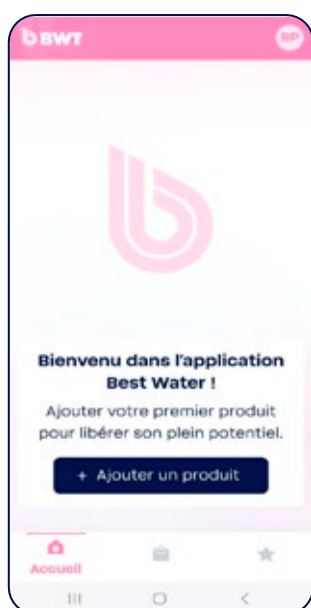 BWT
BP
Bienvenu dans l'application
Best Water !
Ajouter votre premier produit
pour libérer son plein potentiel.
+ Ajouter un produit
Accueil